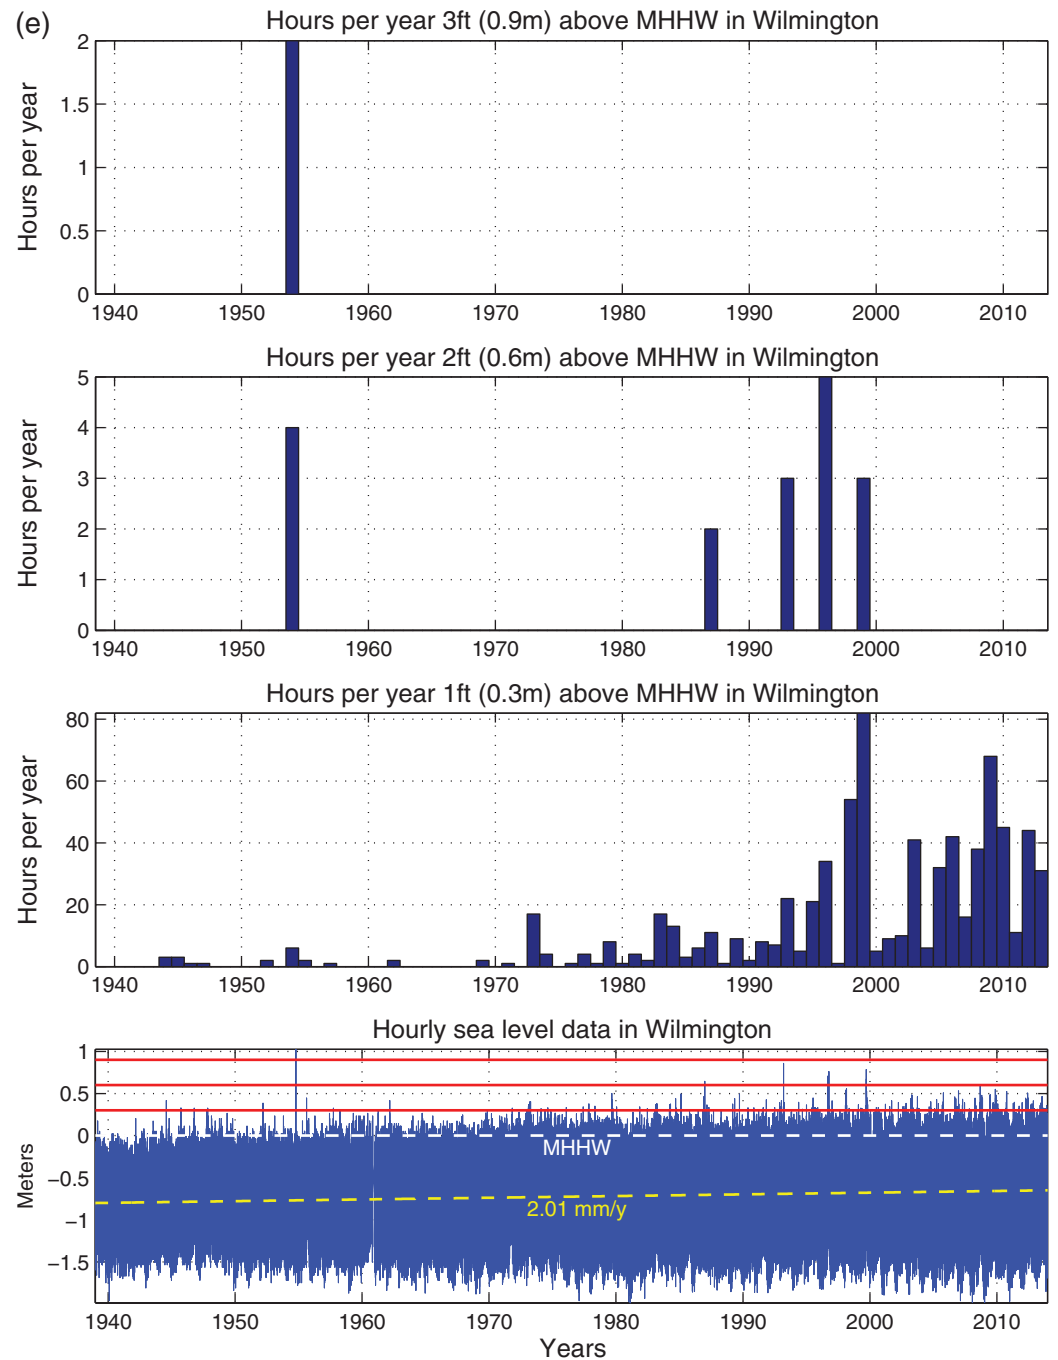 (e)
Hours per year 3ft (0.9m) above MHHW in Wilmington
Hours per year
2
1.5
1
0.5
0
1940 1950 1960 1970 1980 1990 2000 2010
Hours per year 2ft (0.6m) above MHHW in Wilmington
Hours per year
5
4
3
2
1
0
1940 1950 1960 1970 1980 1990 2000 2010
Hours per year 1ft (0.3m) above MHHW in Wilmington
Hours per year
80
60
40
20
0
1940 1950 1960 1970 1980 1990 2000 2010
Hourly sea level data in Wilmington
Meters
1
0.5
0
−0.5
−1
−1.5
MHHW
2.01 mm/y
1940 1950 1960 1970 1980 1990 2000 2010
Years